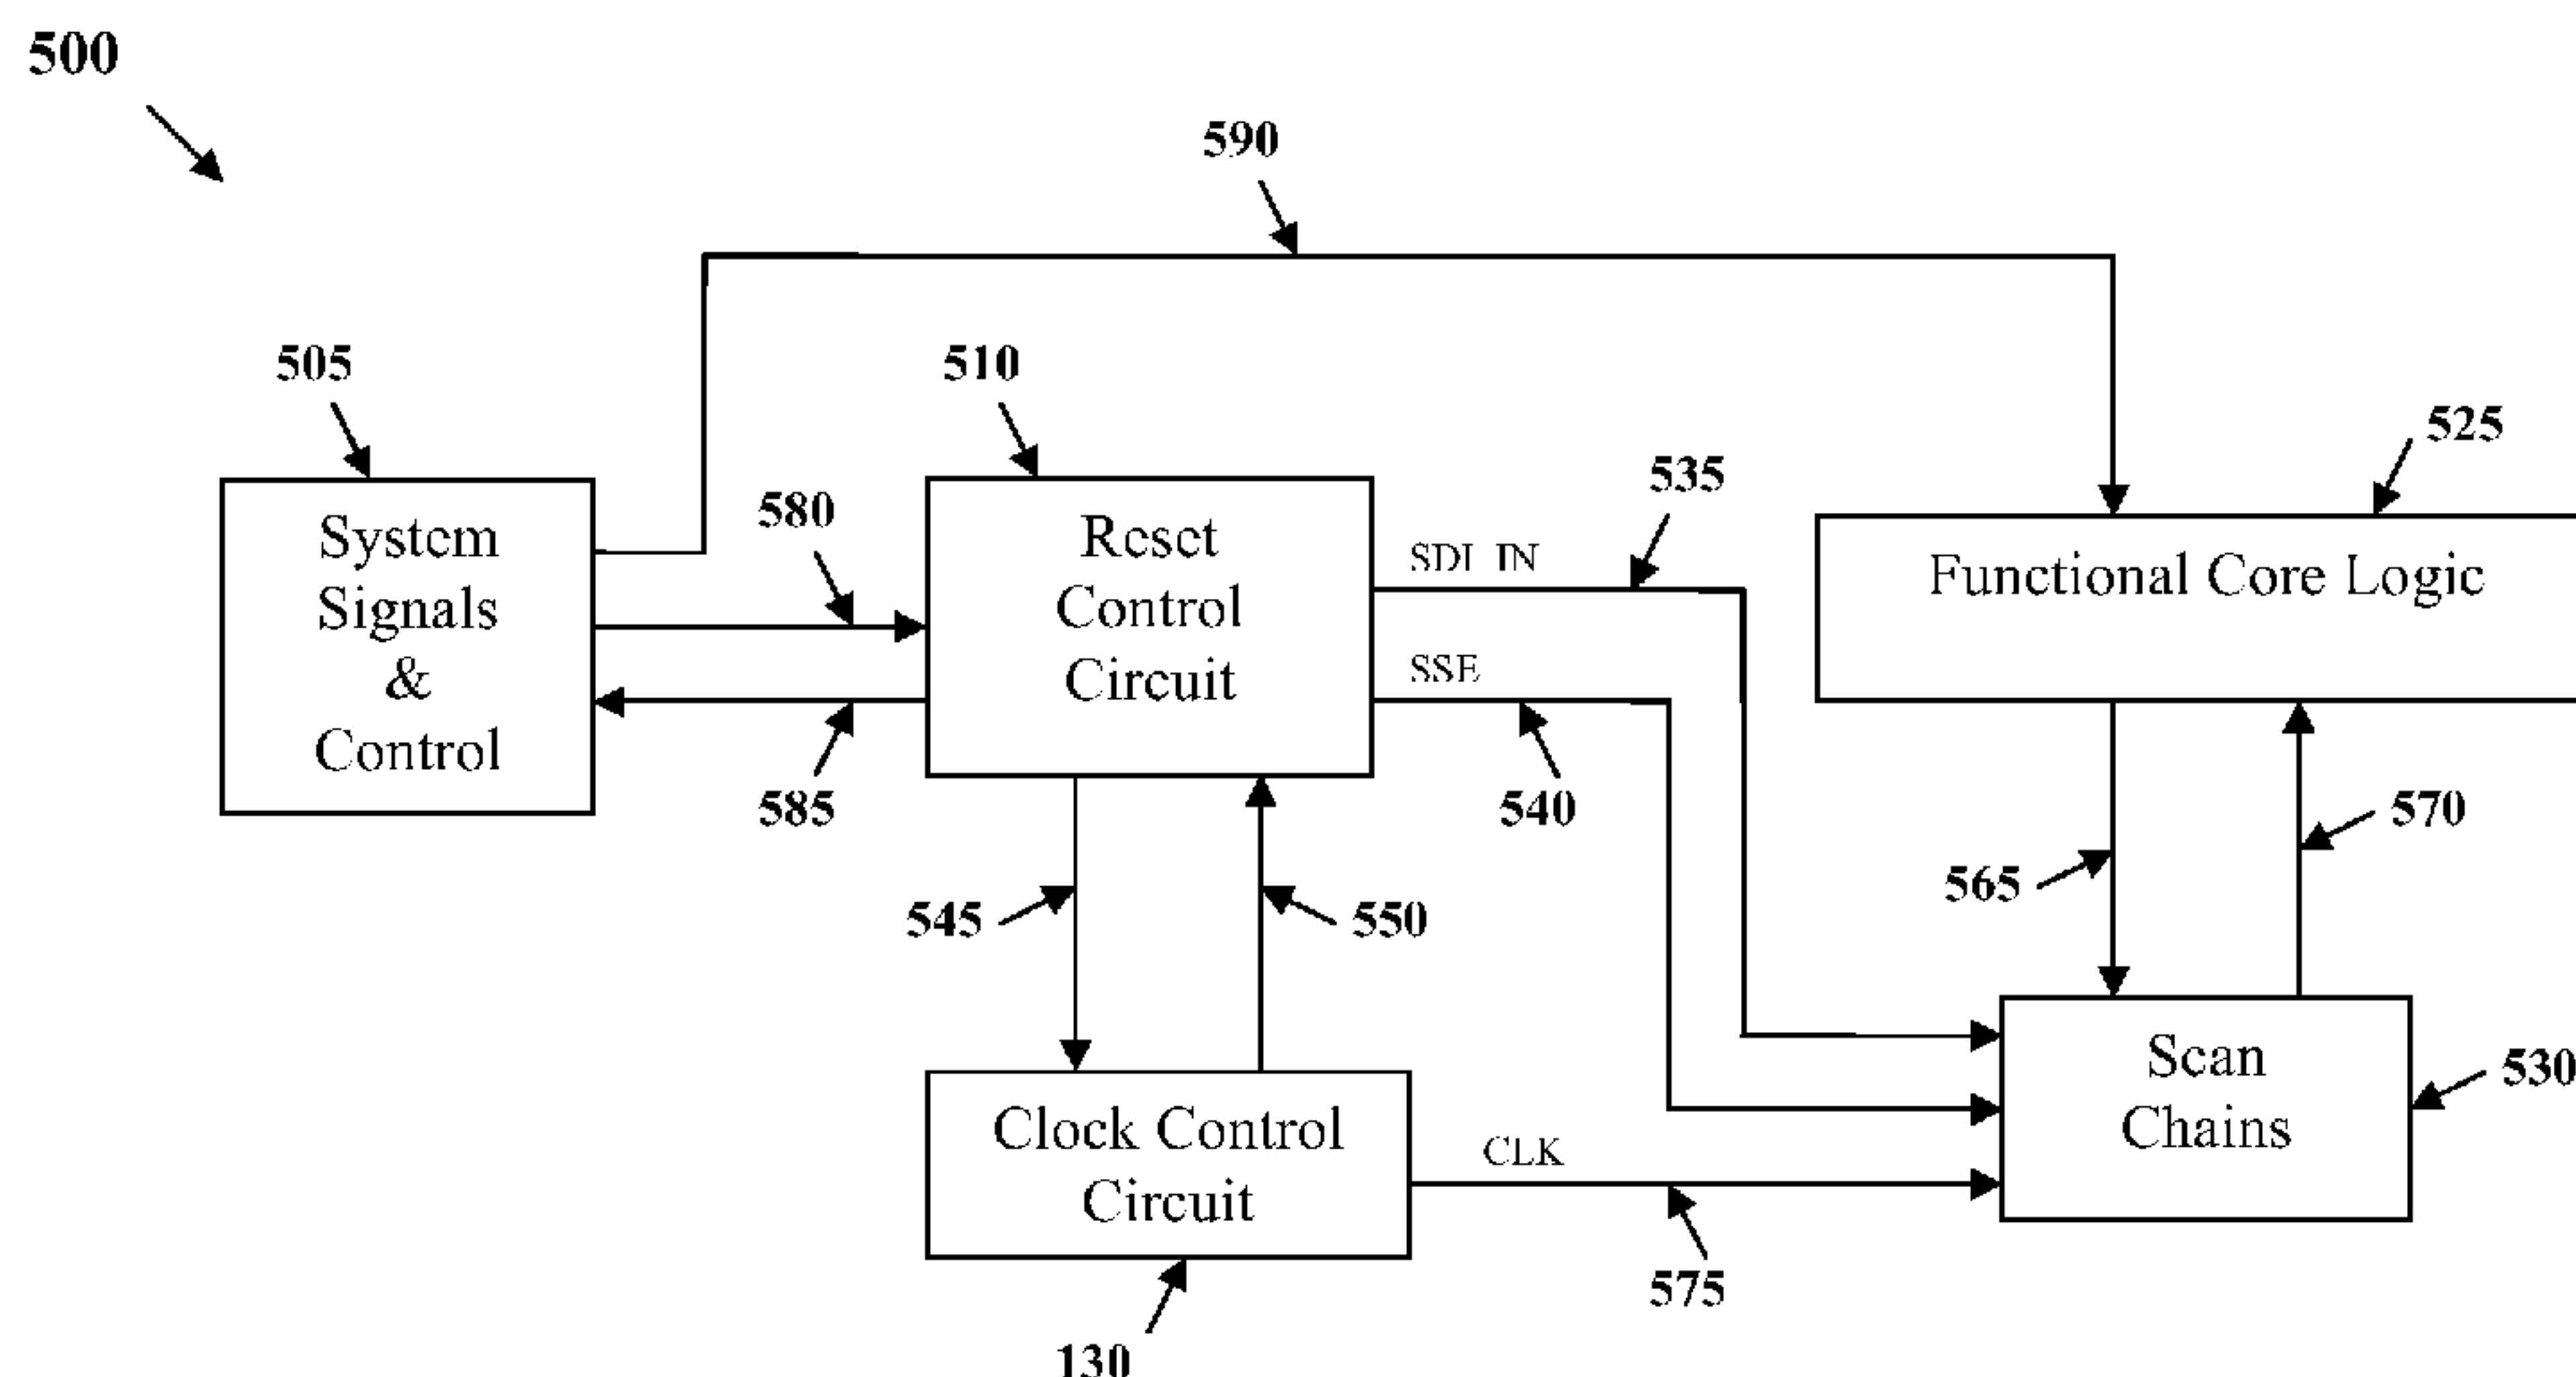 500
590
505
510
535
525
580
System
Signals
&
Control
Reset
Control
Circuit
SDI_IN
SSE
Functional Core Logic
585
540
570
565
545
550
Clock Control
Circuit
CLK
Scan
Chains
530
575
130